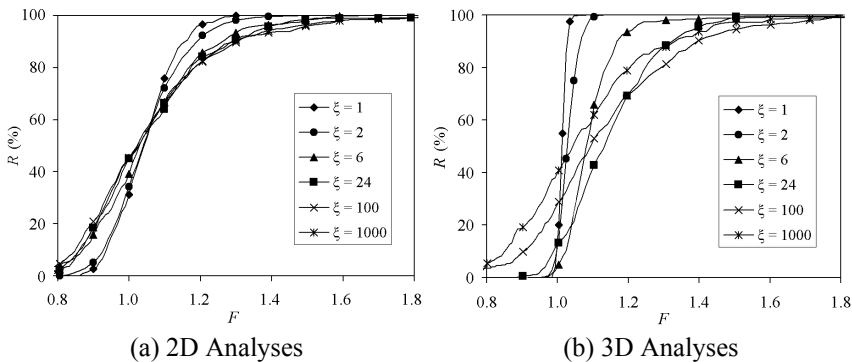 100
80
60
40
20
0
R (%)
ξ = 1
ξ = 2
ξ = 6
ξ = 24
ξ = 100
ξ = 1000
0.8 1.0 1.2 1.4 1.6 1.8
F
(a) 2D Analyses
100
80
60
40
20
0
R (%)
ξ = 1
ξ = 2
ξ = 6
ξ = 24
ξ = 100
ξ = 1000
0.8 1.0 1.2 1.4 1.6 1.8
F
(b) 3D Analyses